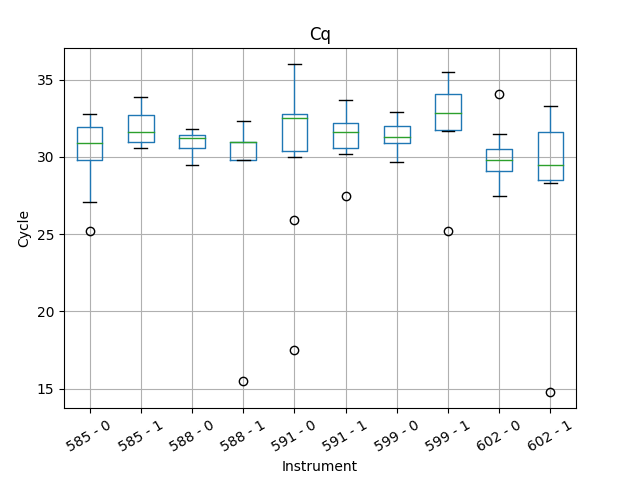 Cq
Cycle
35
30
25
20
15
585 - 0
585 - 1
588 - 0
588 - 1
591 - 0
591 - 1
599 - 0
599 - 1
602 - 0
602 - 1
Instrument